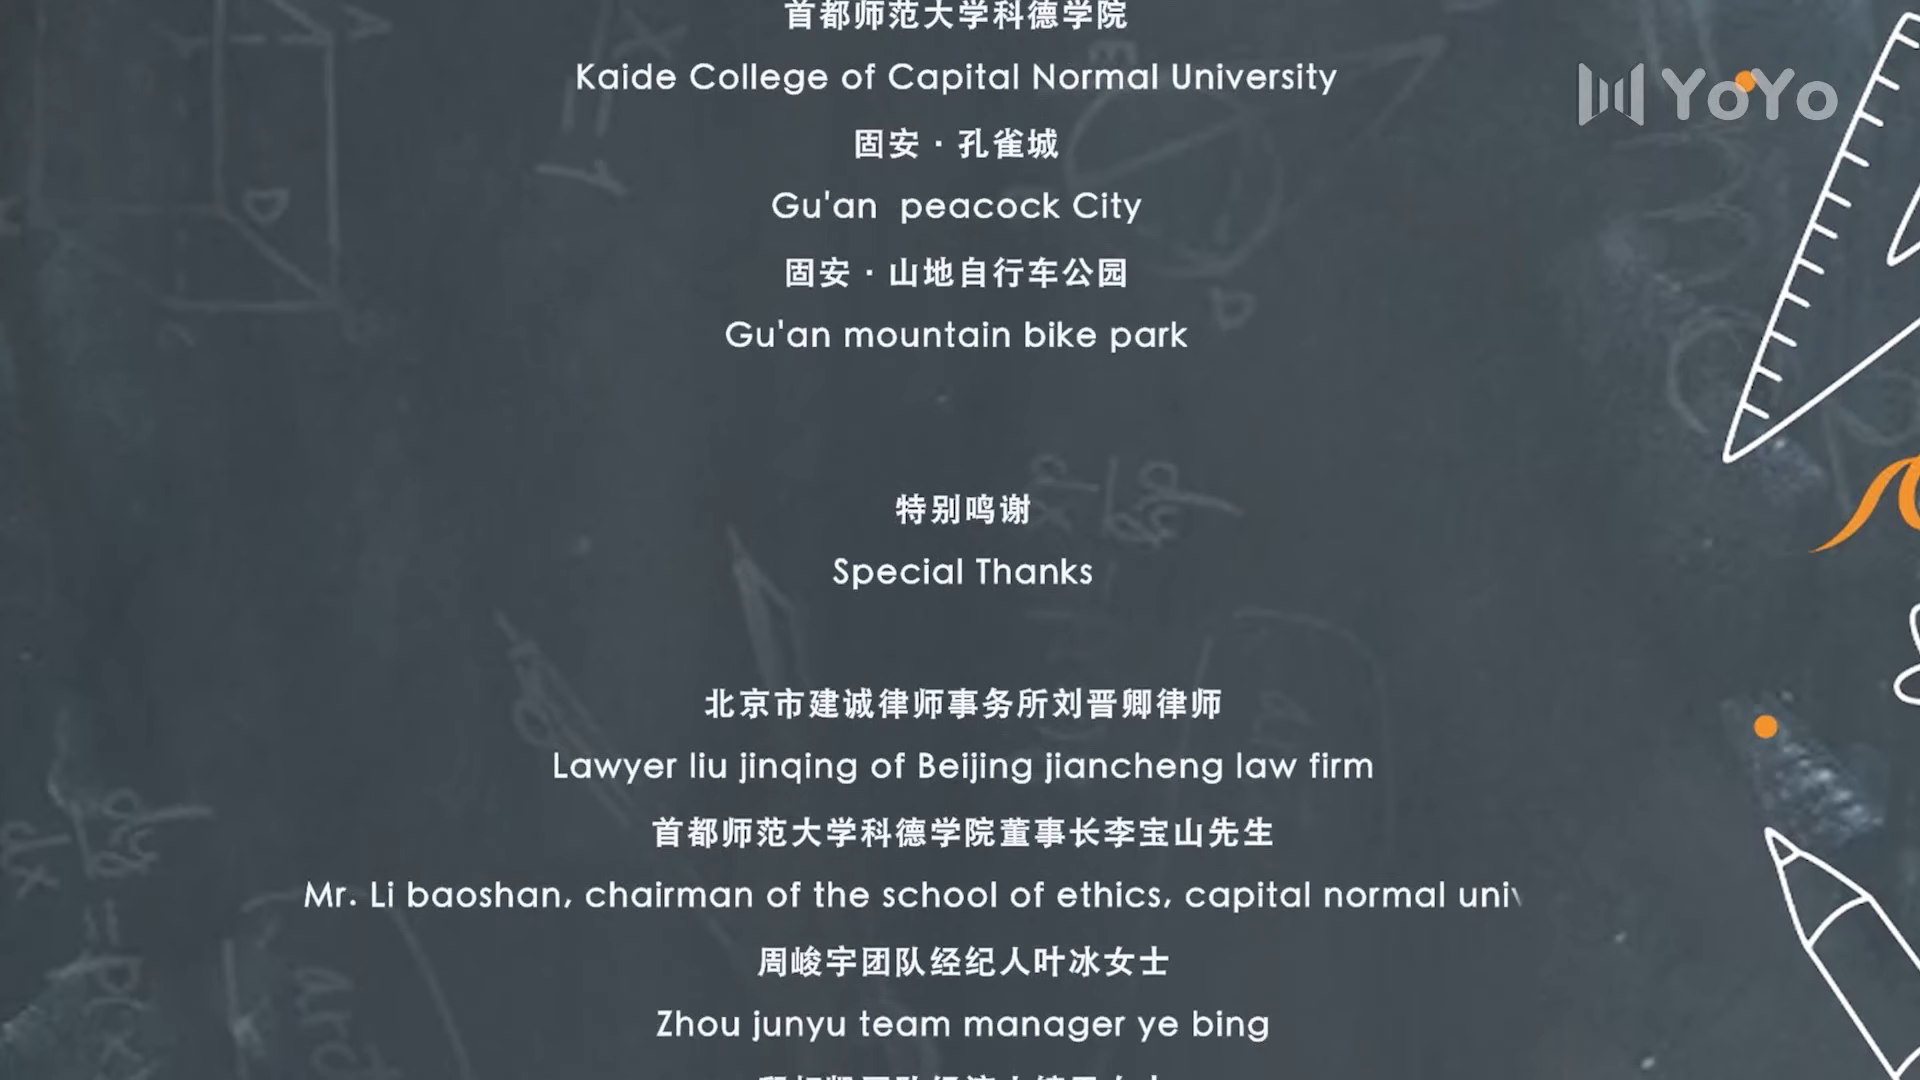 首都师范大学科德学院
YoYo
Kaide College of Capital Normal University
固安·孔雀城
Gu'an peacock City
固安·山地自行车公园
Gu'an mountain bike park
特别鸣谢
Special Thanks
北京市建诚律师事务所刘晋卿律师
Lawyer liu jinqing of Beijing jiancheng law firm
首都师范大学科德学院董事长李宝山先生
Mr. Li baoshan, chairman of the school of ethics, capital normal univ
周峻宇团队经纪人叶冰女士
Zhou junyu team manager ye bing